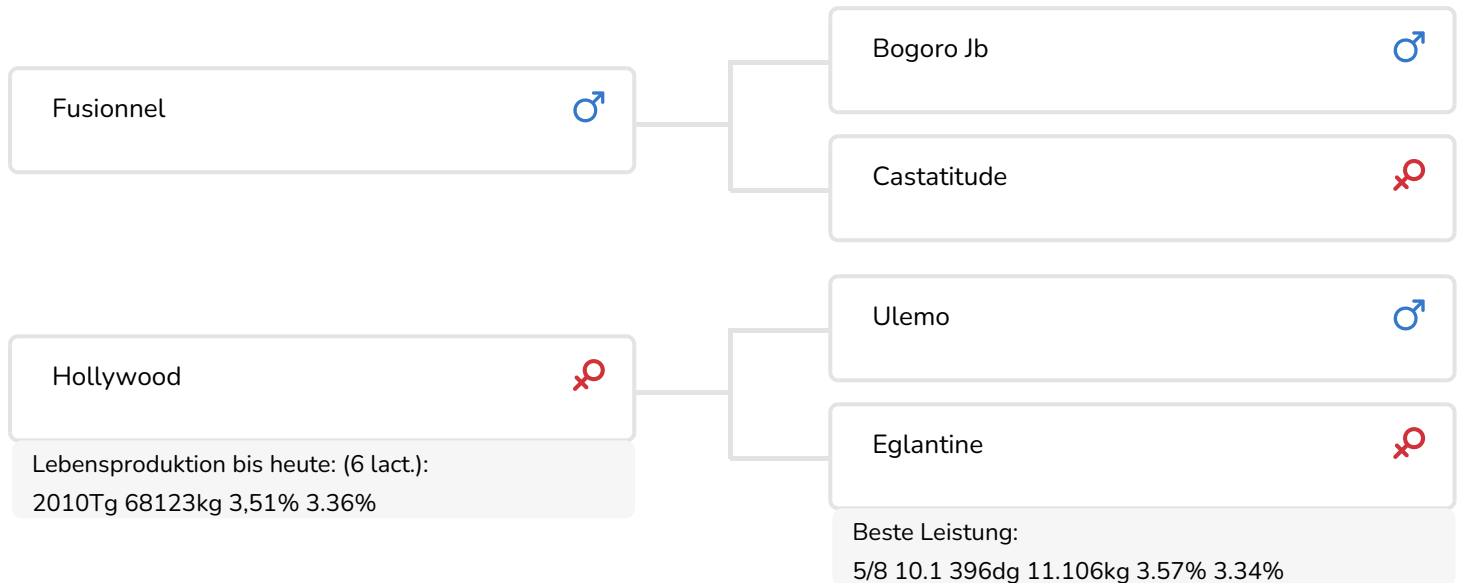 Fusionnel
Bogoro Jb
Castatitude
Hollywood
Lebensproduktion bis heute: (6 lact.):
2010Tg 68123kg 3,51% 3.36%
Ulemo
Eglantine
Beste Leistung:
5/8 10.1 396dg 11.106kg 3.57% 3.34%